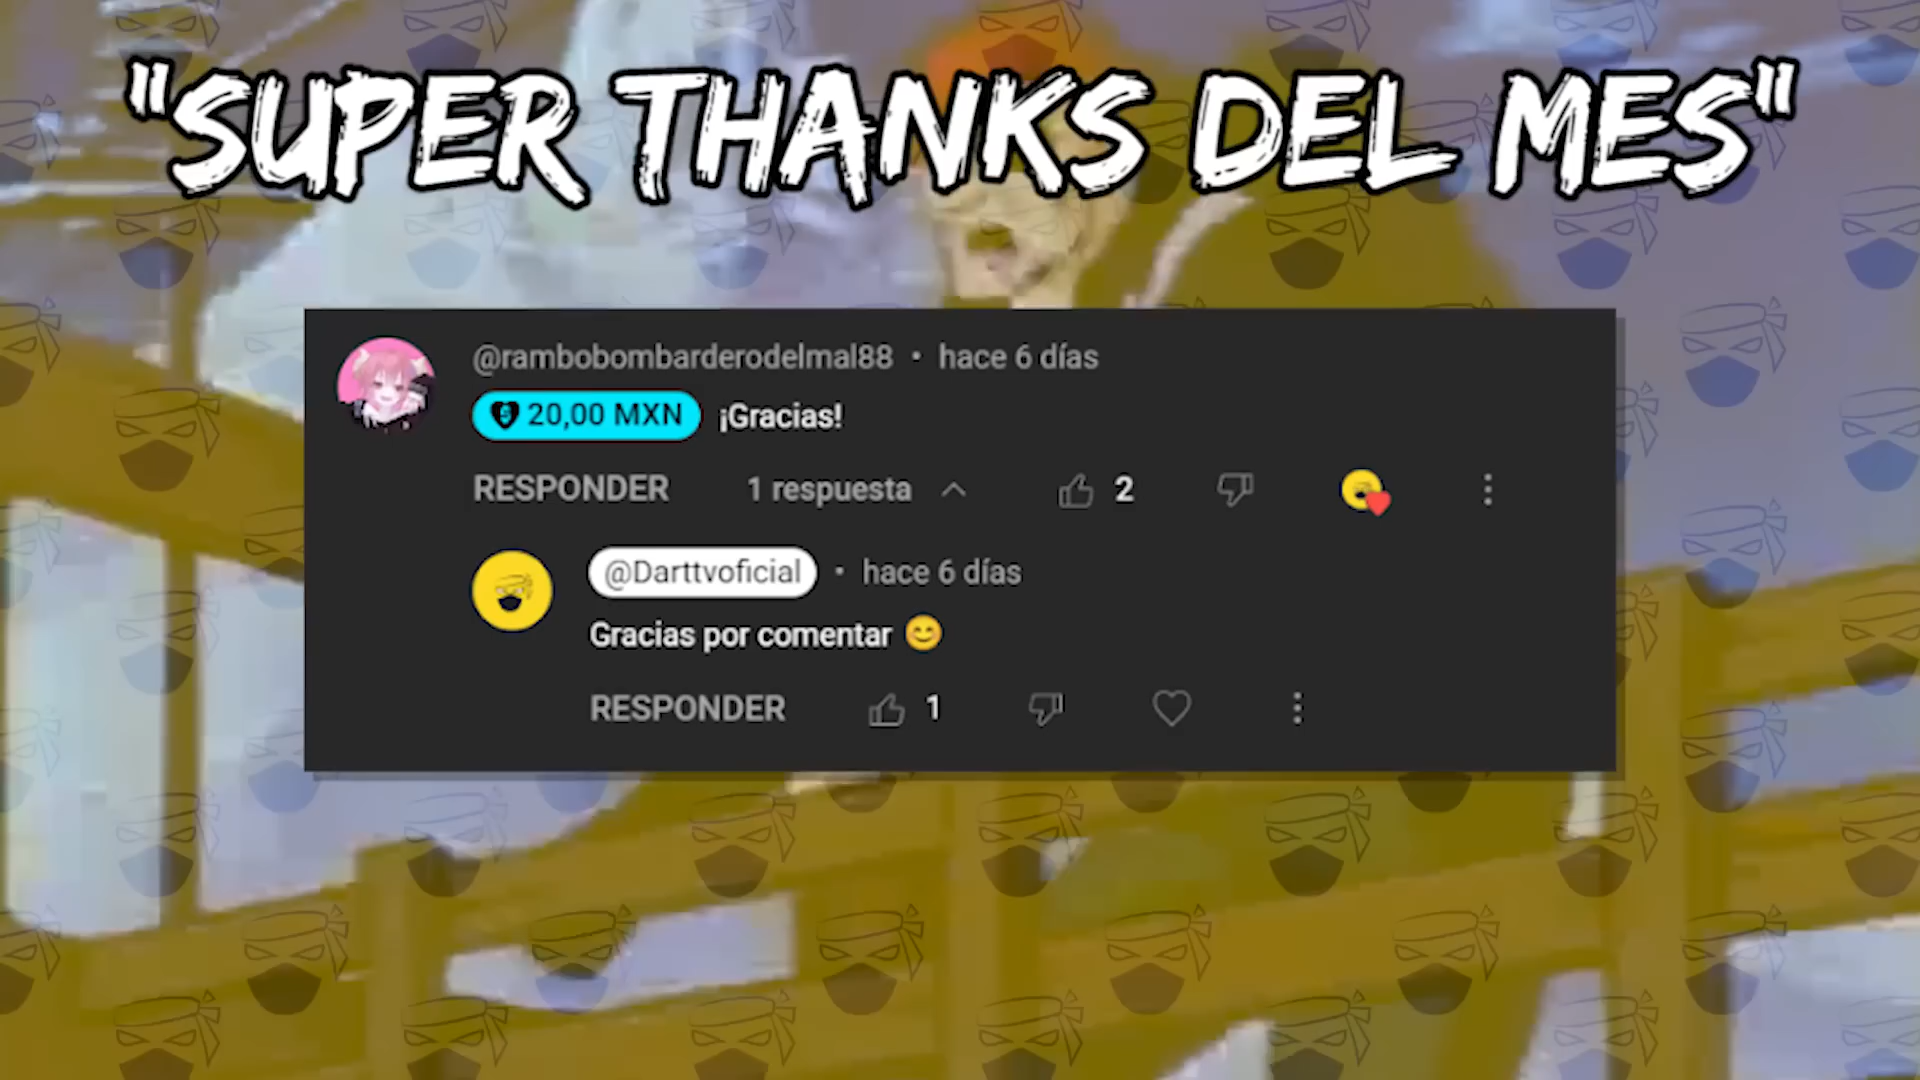 "SUPER THANKS DEL MES"
@rambobombarderodelmal88 • hace 6 días
20,00 MXN ¡Gracias!
RESPONDER 1 respuesta 2
@Darttvoficial • hace 6 días
Gracias por comentar 😊
RESPONDER 1